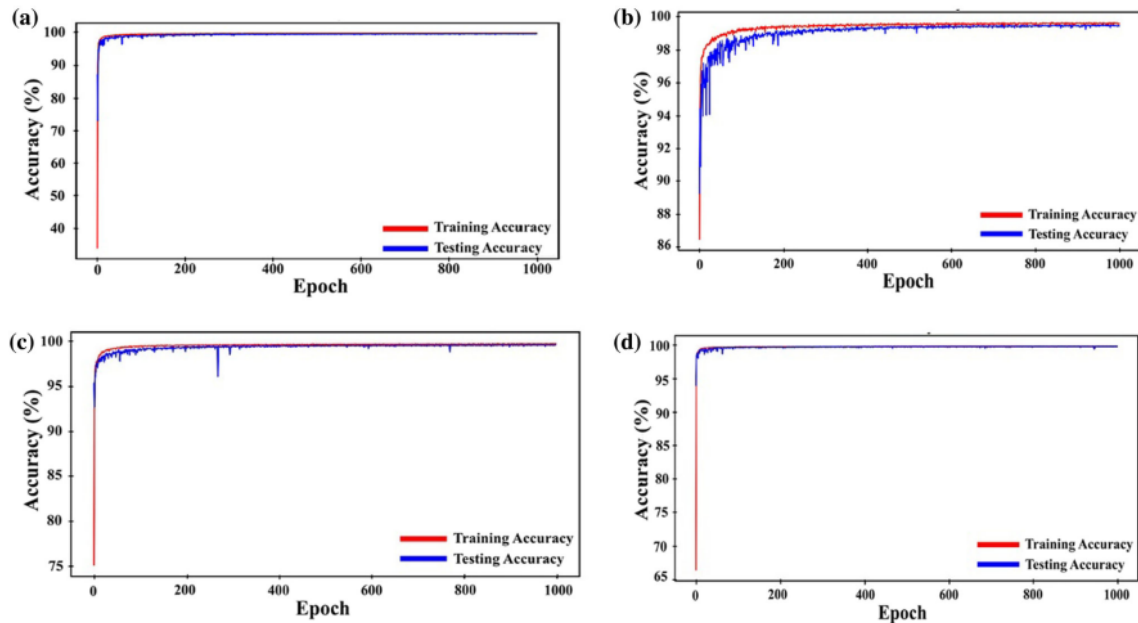 (a)
100
90
80
70
60
50
40
Accuracy (%)
0 200 400 600 800 1000
Epoch
Training Accuracy
Testing Accuracy
(b)
100
98
96
94
92
90
88
86
Accuracy (%)
0 200 400 600 800 1000
Epoch
Training Accuracy
Testing Accuracy
(c)
100
95
90
85
80
75
Accuracy (%)
0 200 400 600 800 1000
Epoch
Training Accuracy
Testing Accuracy
(d)
100
95
90
85
80
75
70
65
Accuracy (%)
0 200 400 600 800 1000
Epoch
Training Accuracy
Testing Accuracy